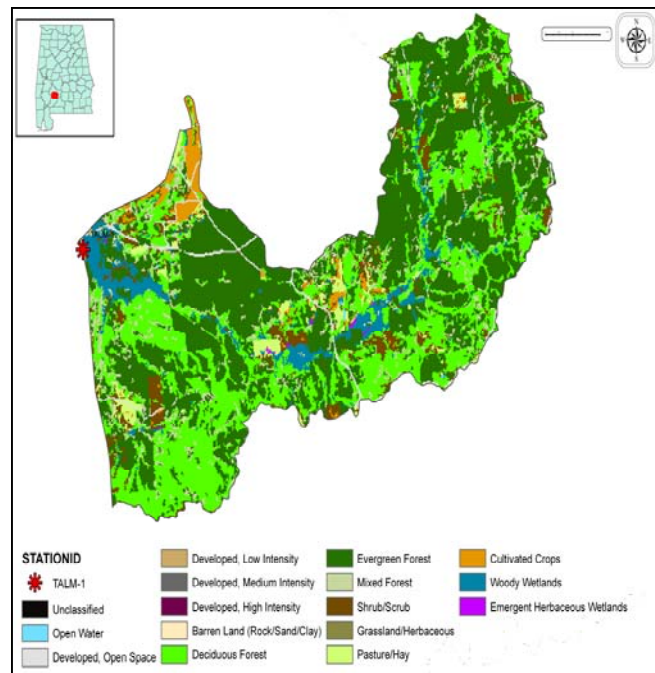 N
W E
S
STATIONID
TALM-1
Unclassified
Open Water
Developed, Open Space
Developed, Low Intensity
Developed, Medium Intensity
Developed, High Intensity
Barren Land (Rock/Sand/Clay)
Deciduous Forest
Evergreen Forest
Mixed Forest
Shrub/Scrub
Grassland/Herbaceous
Pasture/Hay
Cultivated Crops
Woody Wetlands
Emergent Herbaceous Wetlands